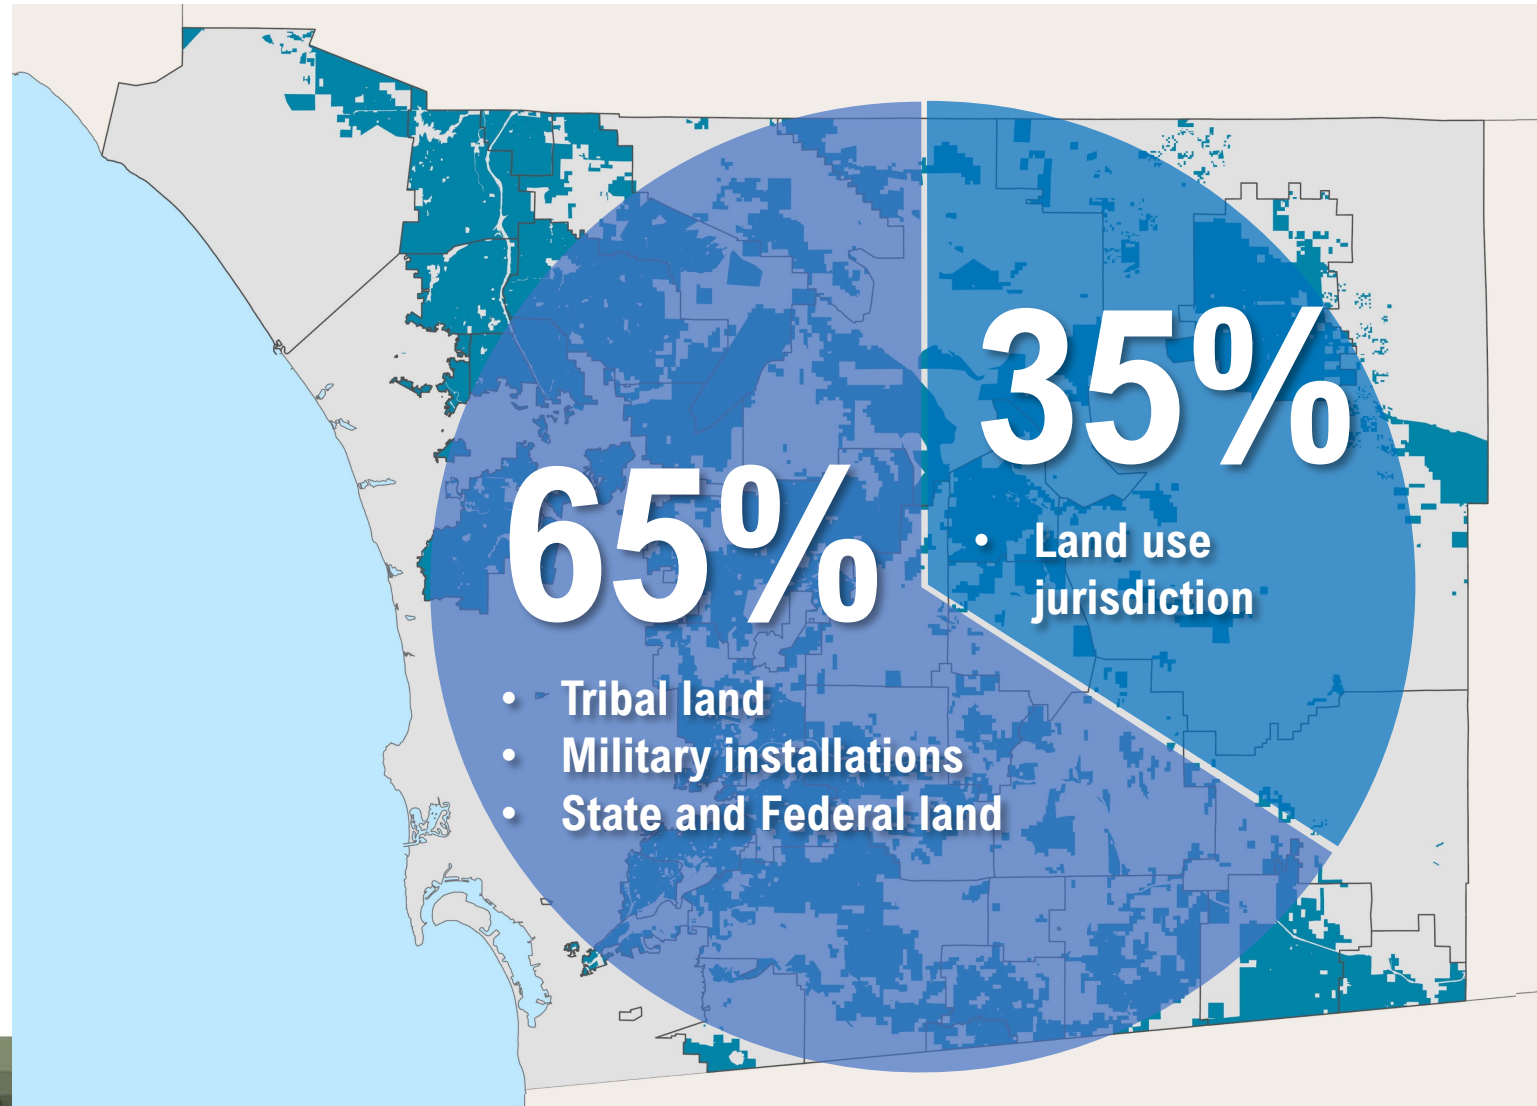 65%
• Tribal land
• Military installations
• State and Federal land
35%
• Land use
jurisdiction